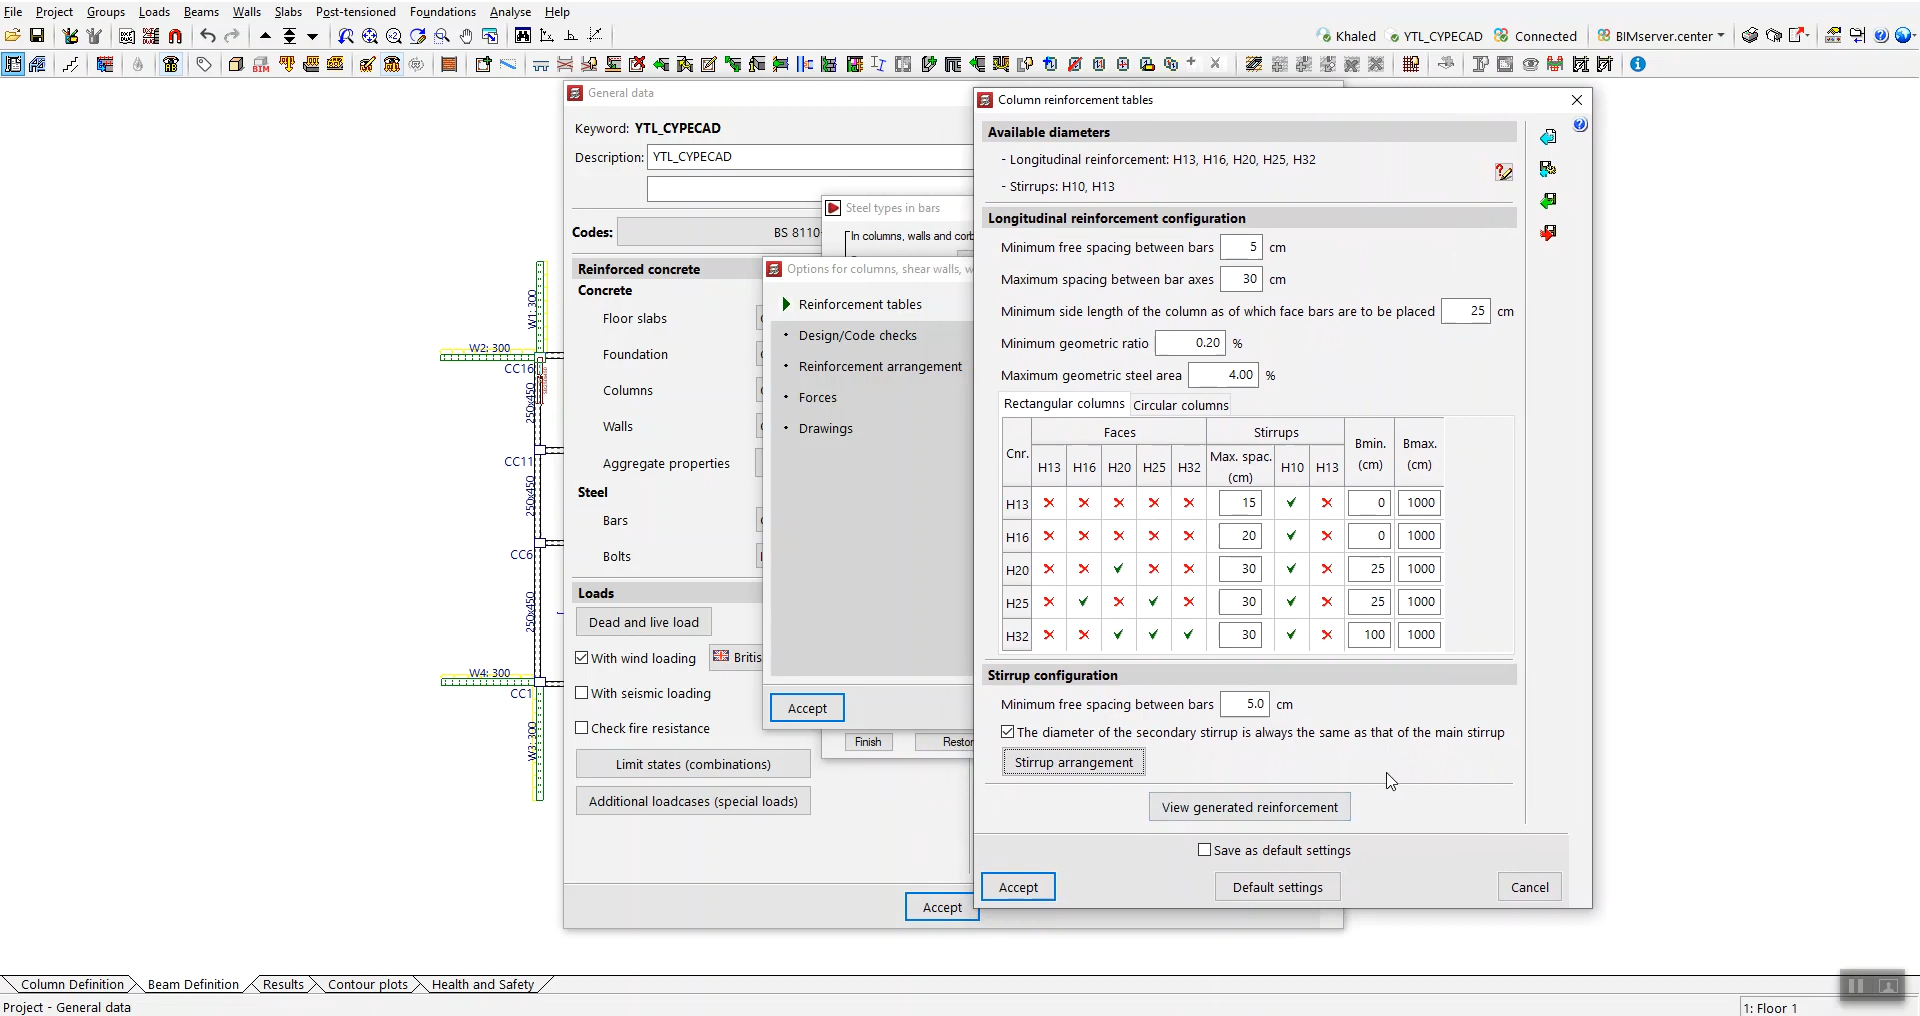 File Project Groups Loads Beams Walls Slabs Post-tensioned Foundations Analyse Help
Khaled YTL_CYPECAD Connected BIMserver.center
General data
Keyword: YTL_CYPECAD
Description: YTL_CYPECAD
Codes: BS 8110
Reinforced concrete
Concrete
Floor slabs
Foundation
Columns
Walls
Aggregate properties
Steel
Bars
Bolts
Loads
Dead and live load
With wind loading Britis
With seismic loading
Check fire resistance
Limit states (combinations)
Additional loadcases (special loads)
Accept
Steel types in bars
In columns, walls and corb
Finish Restor
Options for columns, shear walls, w
Reinforcement tables
Design/Code checks
Reinforcement arrangement
Forces
Drawings
Accept
Column reinforcement tables
Available diameters
- Longitudinal reinforcement: H13, H16, H20, H25, H32
- Stirrups: H10, H13
Longitudinal reinforcement configuration
Minimum free spacing between bars 5 cm
Maximum spacing between bar axes 30 cm
Minimum side length of the column as of which face bars are to be placed 25 cm
Minimum geometric ratio 0.20 %
Maximum geometric steel area 4.00 %
Rectangular columns Circular columns
Cnr. Faces Stirrups Bmin. (cm) Bmax. (cm)
H13 H16 H20 H25 H32 Max. spac. (cm) H10 H13
H13 15 0 1000
H16 20 0 1000
H20 30 25 1000
H25 30 25 1000
H32 30 100 1000
Stirrup configuration
Minimum free spacing between bars 5.0 cm
The diameter of the secondary stirrup is always the same as that of the main stirrup
Stirrup arrangement
View generated reinforcement
Save as default settings
Accept Default settings Cancel
W1: 300
W2: 300
CC16
250x450
CC11
250x450
CC6
250x450
W4: 300
CC1
W3: 300
Column Definition Beam Definition Results Contour plots Health and Safety
Project - General data 1: Floor 1